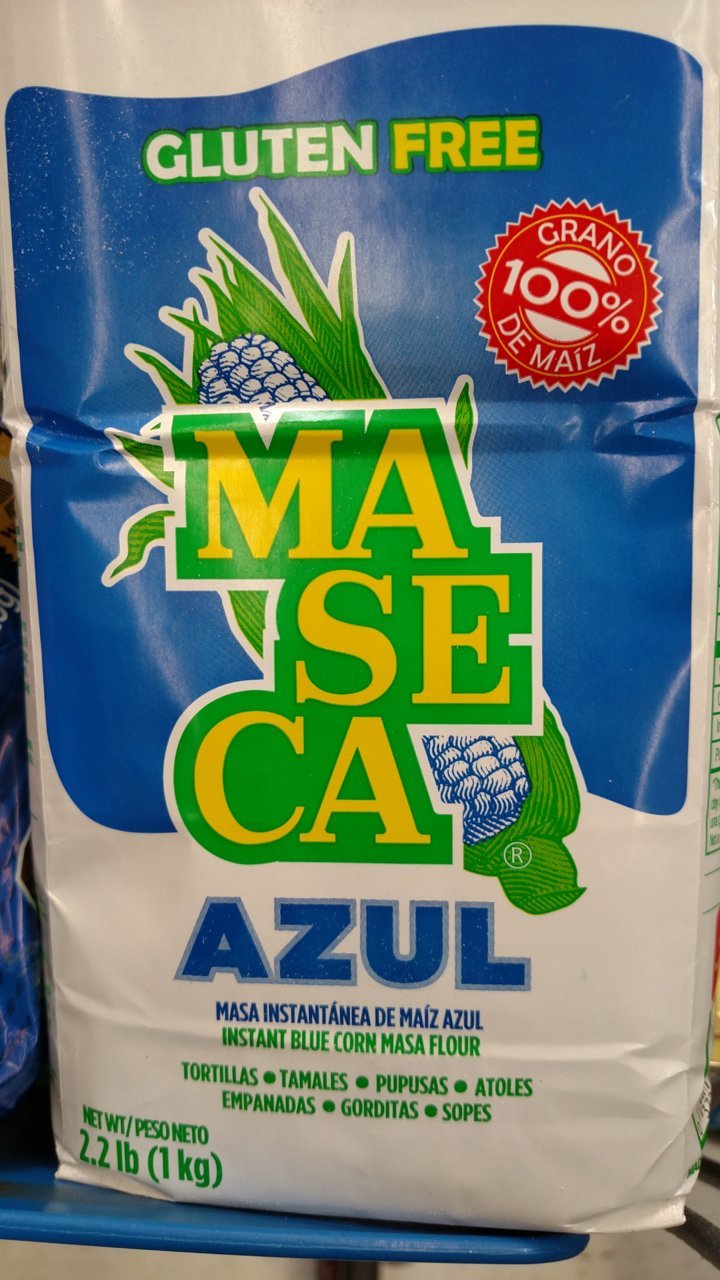 GLUTEN FREE
GRANO
100%
DE MAÍZ
MA
SE
CA
®
AZUL
MASA INSTANTÁNEA DE MAÍZ AZUL
INSTANT BLUE CORN MASA FLOUR
TORTILLAS • TAMALES • PUPUSAS • ATOLES
EMPANADAS • GORDITAS • SOPES
NET WT/ PESO NETO
2.2 lb (1 kg)